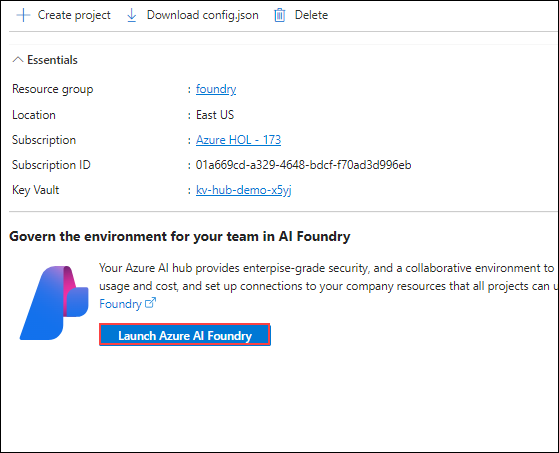 Create project Download config.json Delete
Essentials
Resource group : foundry
Location : East US
Subscription : Azure HOL - 173
Subscription ID : 01a669cd-a329-4648-bdcf-f70ad3d996eb
Key Vault : kv-hub-demo-x5yj
Govern the environment for your team in AI Foundry
Your Azure AI hub provides enterpise-grade security, and a collaborative environment to
usage and cost, and set up connections to your company resources that all projects can u
Foundry
Launch Azure AI Foundry